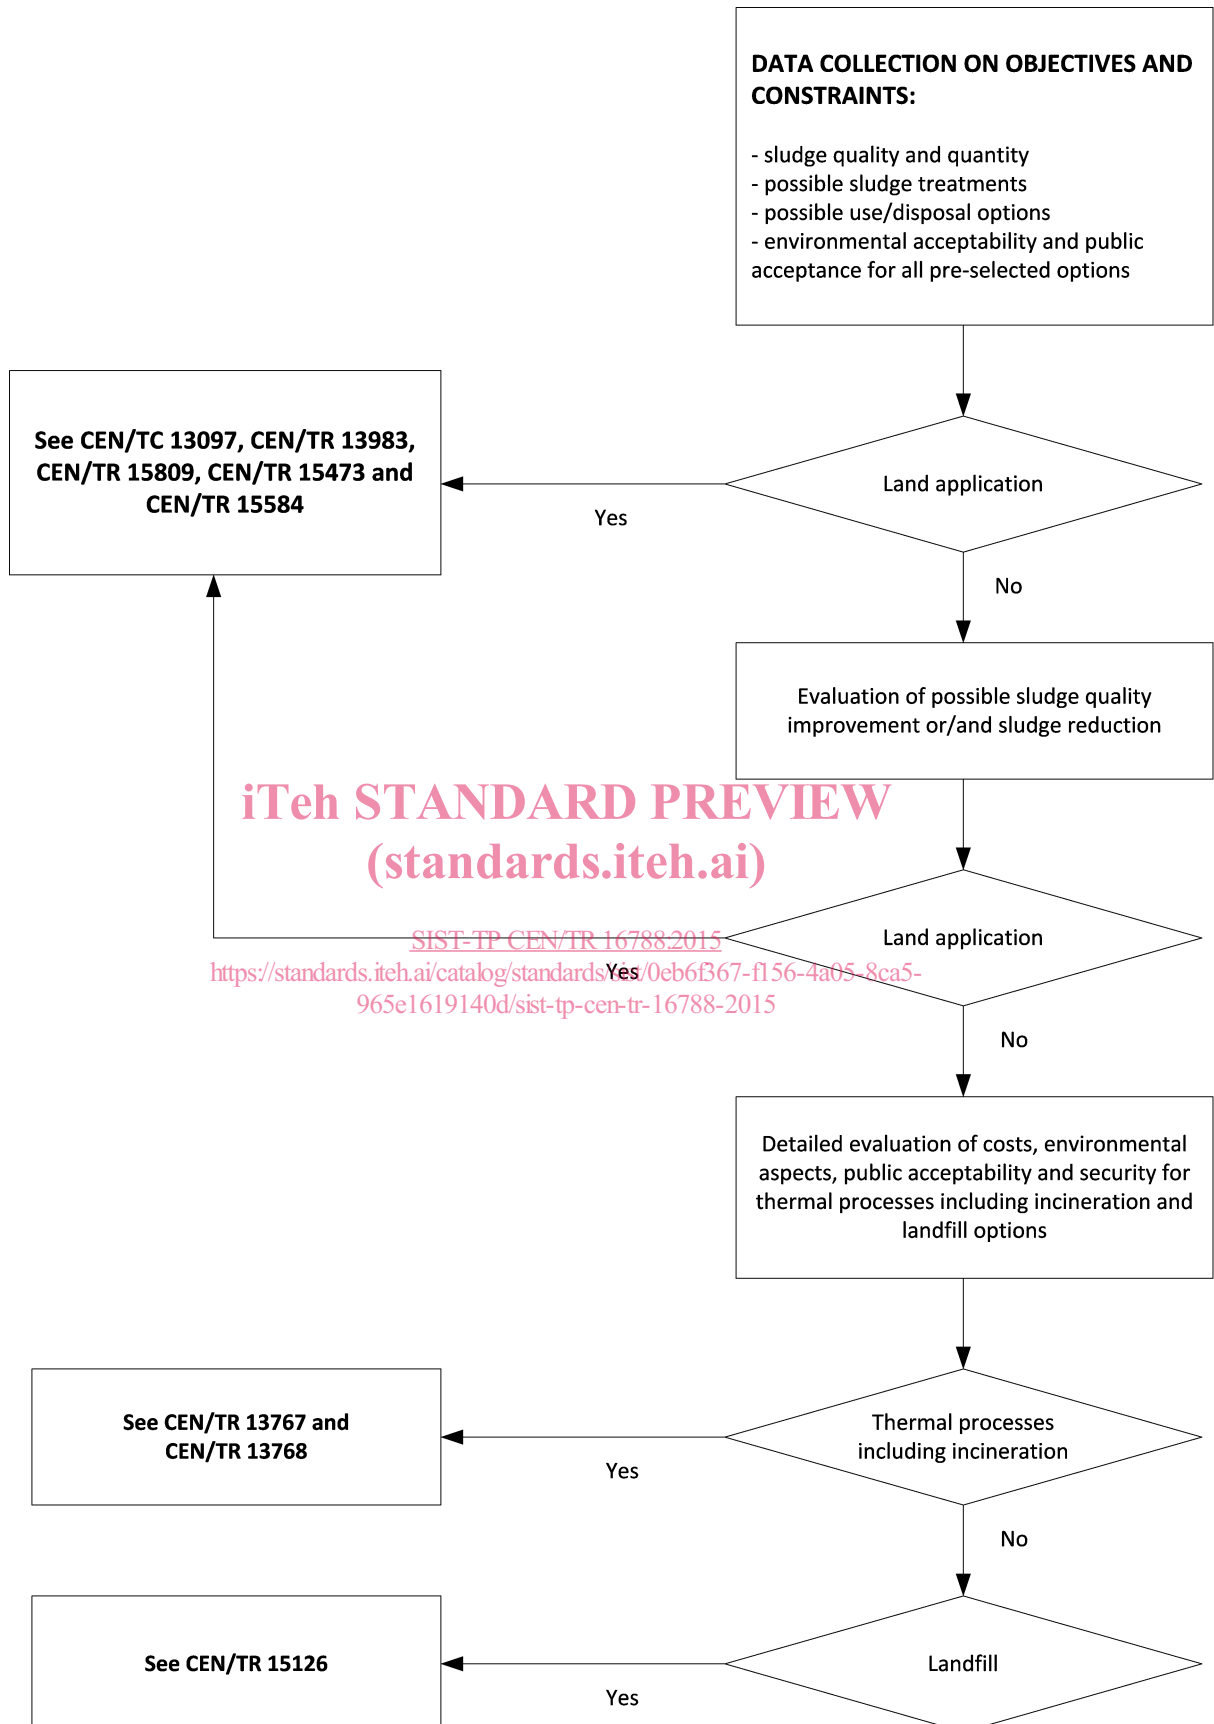 DATA COLLECTION ON OBJECTIVES AND
CONSTRAINTS:
- sludge quality and quantity
- possible sludge treatments
- possible use/disposal options
- environmental acceptability and public
acceptance for all pre-selected options
See CEN/TC 13097, CEN/TR 13983,
CEN/TR 15809, CEN/TR 15473 and
CEN/TR 15584
Land application
Yes
No
Evaluation of possible sludge quality
improvement or/and sludge reduction
iTeh STANDARD PREVIEW
(standards.iteh.ai)
Land application
SIST-TP CEN/TR 16788:2015
Yes
https://standards.iteh.ai/catalog/standards/sist/0eb6f367-f156-4a05-8ca5-
965e1619140d/sist-tp-cen-tr-16788-2015
No
Detailed evaluation of costs, environmental
aspects, public acceptability and security for
thermal processes including incineration and
landfill options
See CEN/TR 13767 and
CEN/TR 13768
Thermal processes
including incineration
Yes
No
See CEN/TR 15126
Landfill
Yes